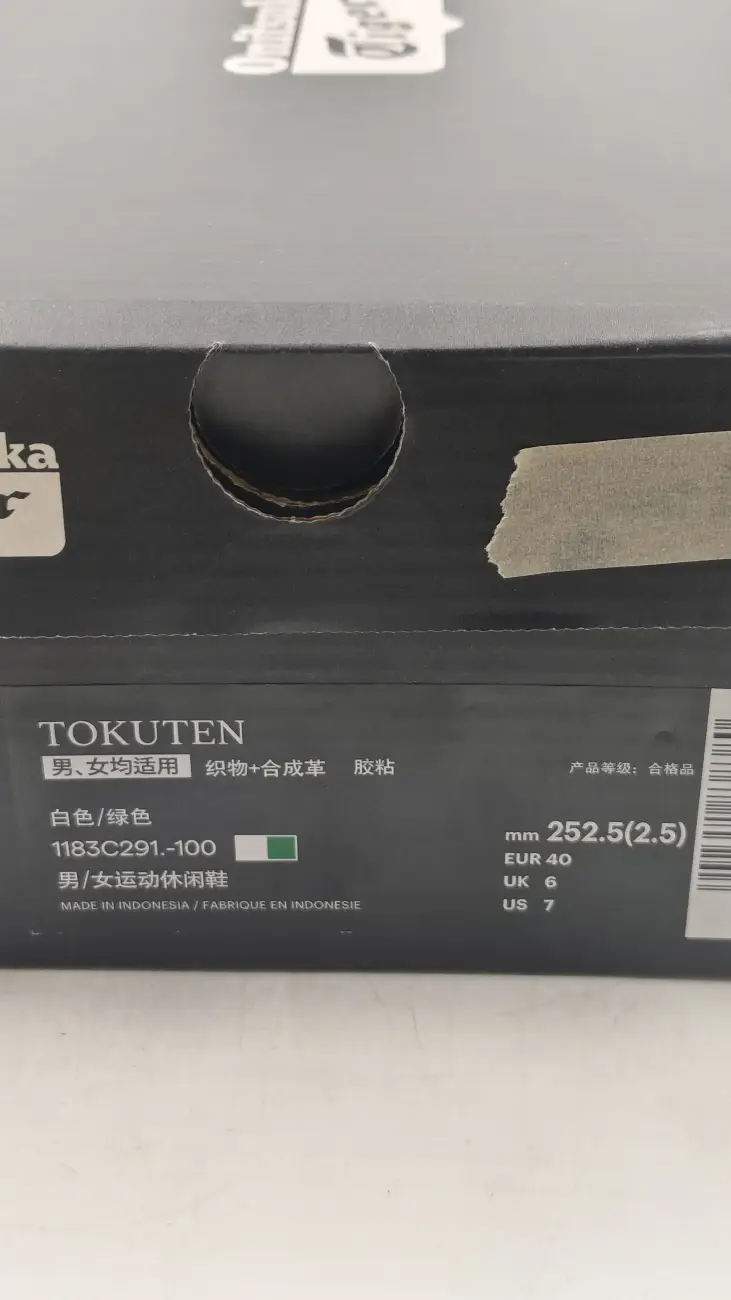 Onitsuka
Tiger
ka
r
TOKUTEN
男、女均适用 织物+合成革 胶粘
产品等级：合格品
白色/绿色
1183C291.-100
男/女运动休闲鞋
MADE IN INDONESIA / FABRIQUE EN INDONESIE
mm 252.5(2.5)
EUR 40
UK 6
US 7